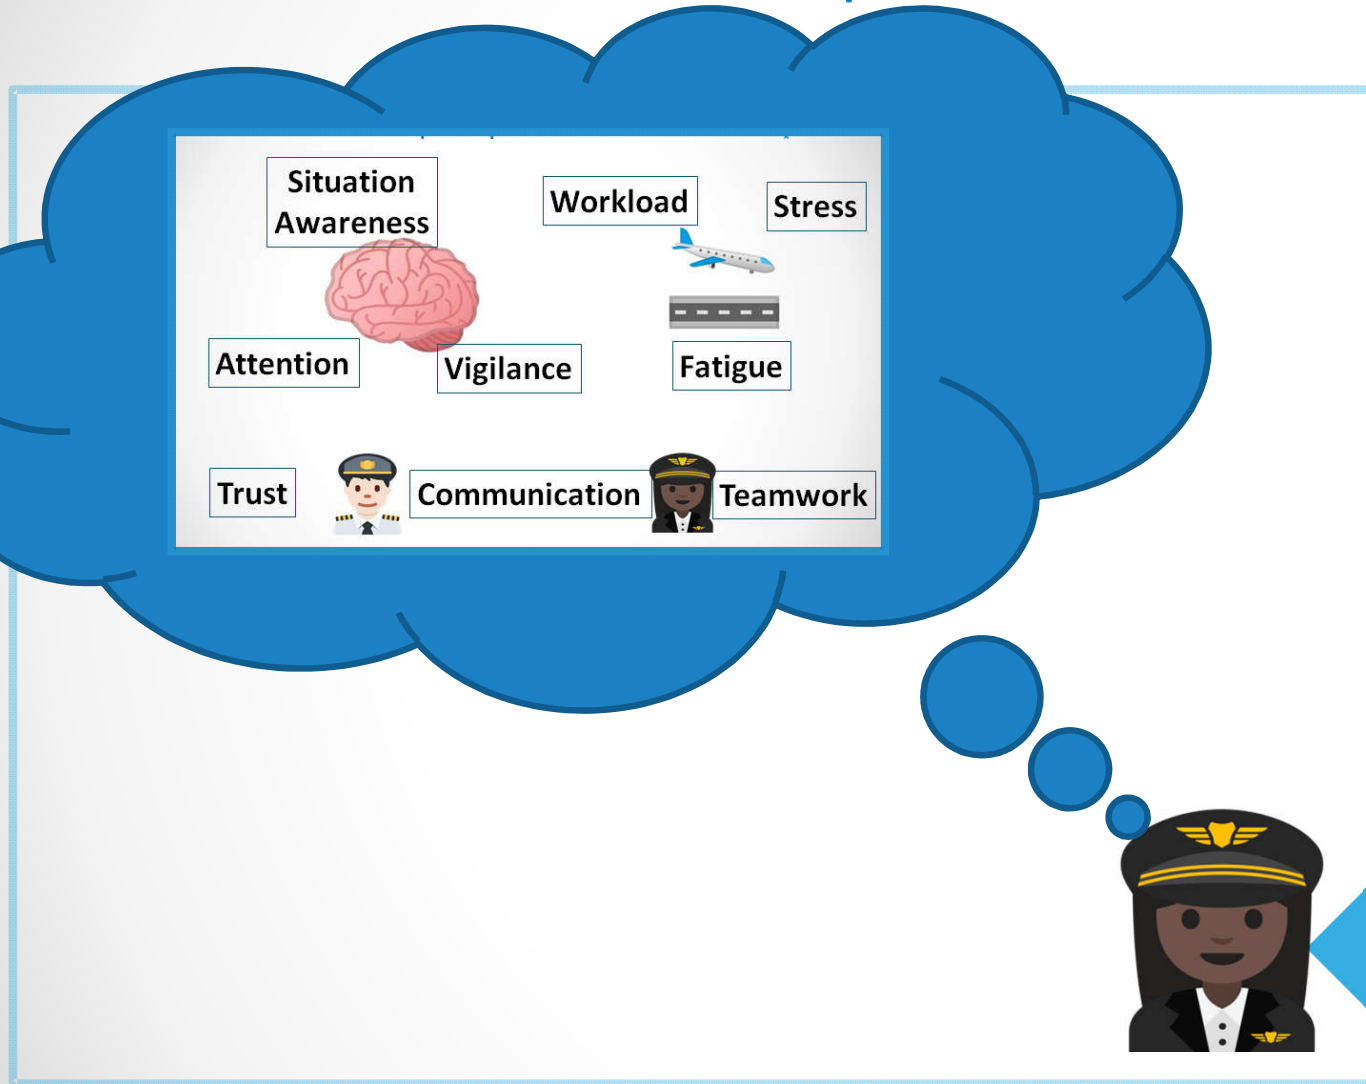 Situation
Awareness
Workload
Stress
Attention
Vigilance
Fatigue
Trust
Communication
Teamwork